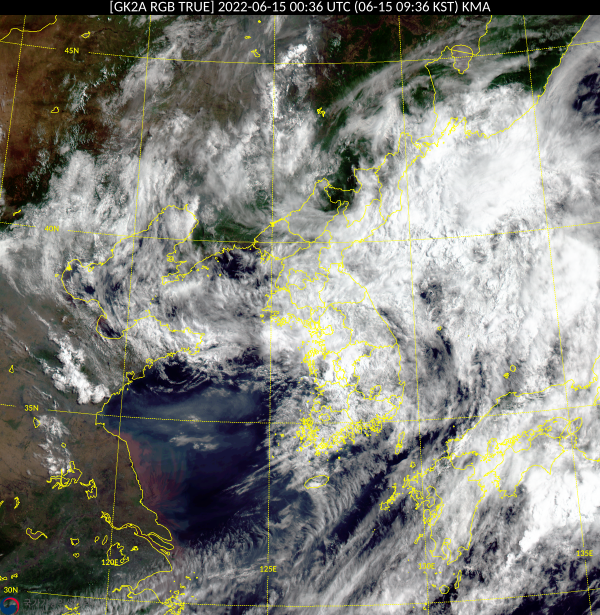 [GK2A RGB TRUE] 2022-06-15 00:36 UTC (06-15 09:36 KST) KMA
45N
40N
35N
120E
125E
130E
135E
30N